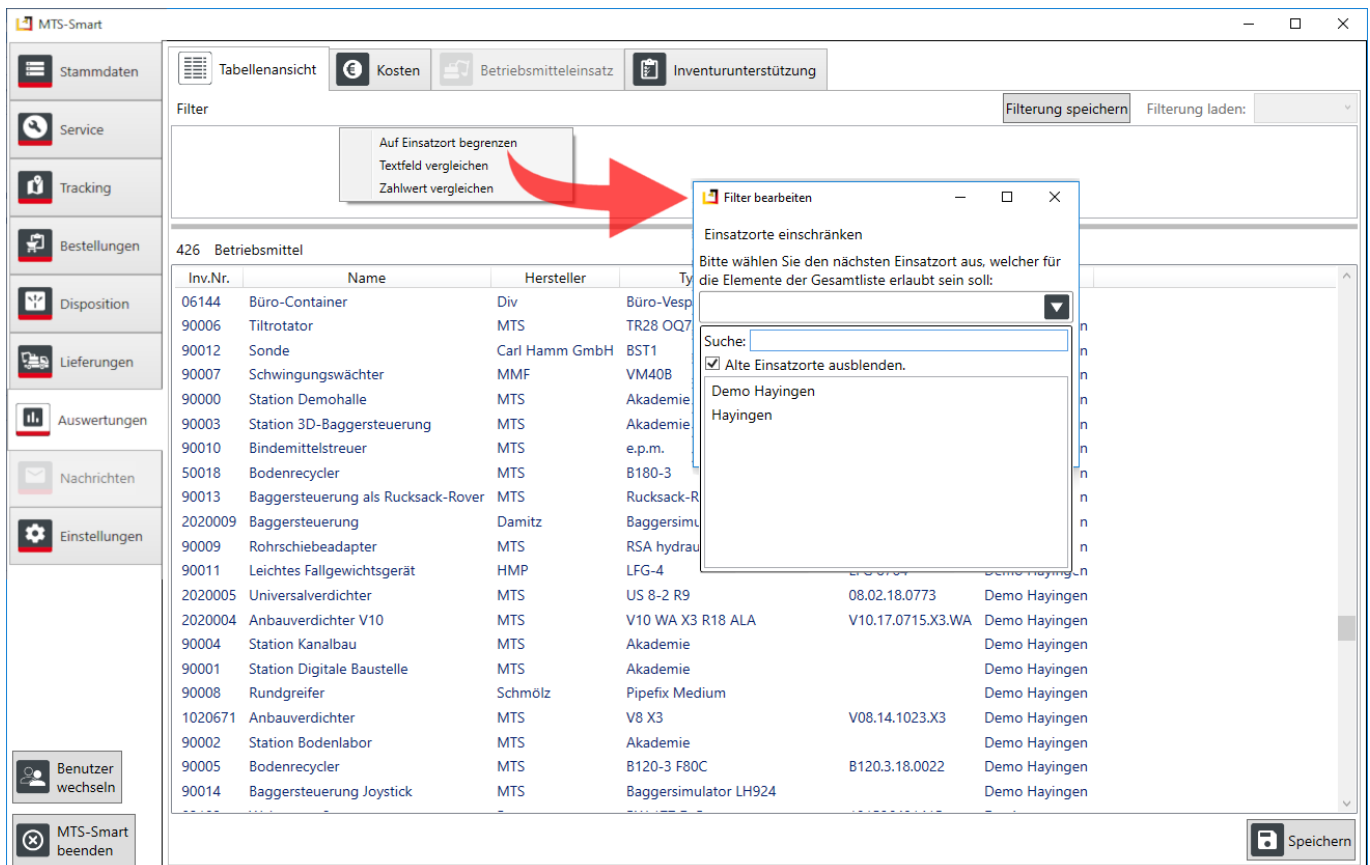 MTS-Smart
Stammdaten
Service
Tracking
Bestellungen
Disposition
Lieferungen
Auswertungen
Nachrichten
Einstellungen
Benutzer
wechseln
MTS-Smart
beenden
Tabellenansicht Kosten Betriebsmitteleinsatz Inventurunterstützung
Filter Filterung speichern Filterung laden:
Auf Einsatzort begrenzen
Textfeld vergleichen
Zahlwert vergleichen
426 Betriebsmittel
Inv.Nr. Name Hersteller Ty
06144 Büro-Container Div Büro-Vesp
90006 Tiltrotator MTS TR28 OQ7 n
90012 Sonde Carl Hamm GmbH BST1 n
90007 Schwingungswächter MMF VM40B n
90000 Station Demohalle MTS Akademie n
90003 Station 3D-Baggersteuerung MTS Akademie n
90010 Bindemittelstreuer MTS e.p.m. n
50018 Bodenrecycler MTS B180-3 n
90013 Baggersteuerung als Rucksack-Rover MTS Rucksack-R n
2020009 Baggersteuerung Damitz Baggersimu n
90009 Rohrschiebeadapter MTS RSA hydrau n
90011 Leichtes Fallgewichtsgerät HMP LFG-4 Demo Hayingen
2020005 Universalverdichter MTS US 8-2 R9 08.02.18.0773 Demo Hayingen
2020004 Anbauverdichter V10 MTS V10 WA X3 R18 ALA V10.17.0715.X3.WA Demo Hayingen
90004 Station Kanalbau MTS Akademie Demo Hayingen
90001 Station Digitale Baustelle MTS Akademie Demo Hayingen
90008 Rundgreifer Schmölz Pipefix Medium Demo Hayingen
1020671 Anbauverdichter MTS V8 X3 V08.14.1023.X3 Demo Hayingen
90002 Station Bodenlabor MTS Akademie Demo Hayingen
90005 Bodenrecycler MTS B120-3 F80C B120.3.18.0022 Demo Hayingen
90014 Baggersteuerung Joystick MTS Baggersimulator LH924 Demo Hayingen
Filter bearbeiten
Einsatzorte einschränken
Bitte wählen Sie den nächsten Einsatzort aus, welcher für
die Elemente der Gesamtliste erlaubt sein soll:
Suche:
Alte Einsatzorte ausblenden.
Demo Hayingen
Hayingen
Speichern